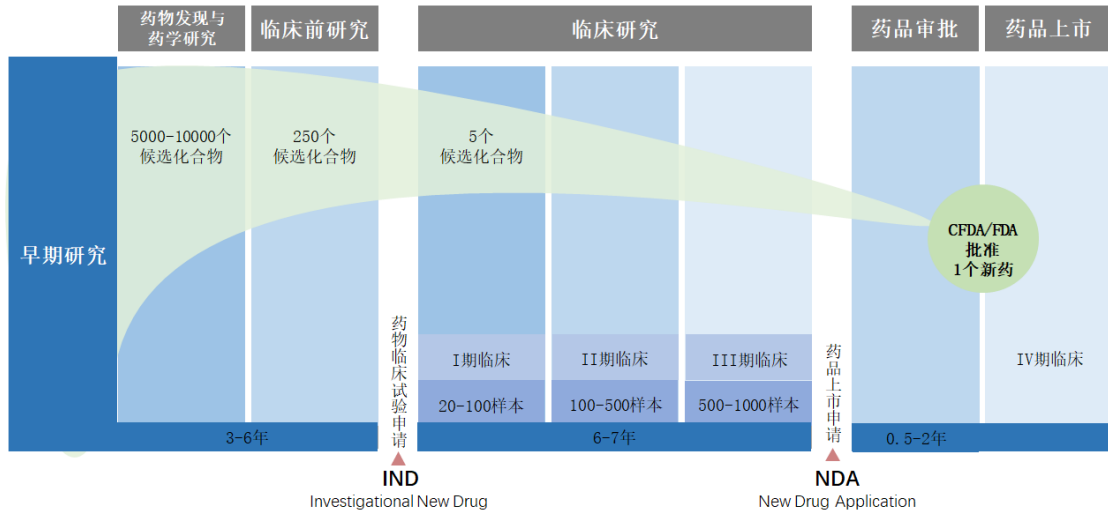 药物发现与
药学研究
临床前研究
临床研究
药品审批
药品上市
早期研究
5000-10000个
候选化合物
250个
候选化合物
5个
候选化合物
CFDA/FDA
批准
1个新药
药物临床试验申请
药品上市申请
I期临床
II期临床
III期临床
IV期临床
20-100样本
100-500样本
500-1000样本
3-6年
6-7年
0.5-2年
IND
Investigational New Drug
NDA
New Drug Application